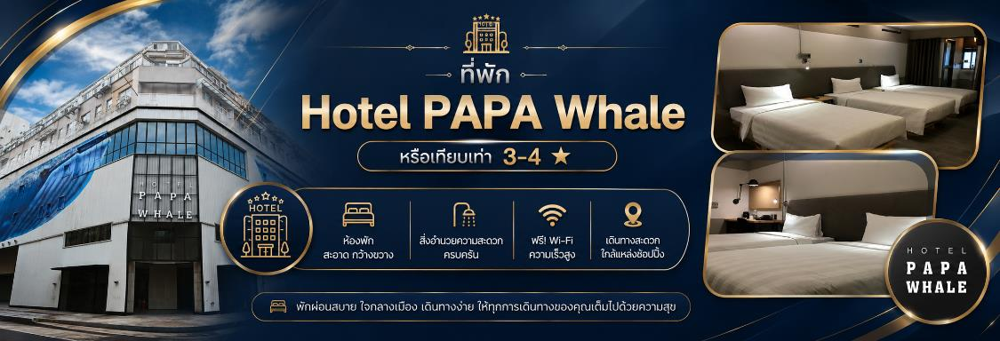 HOTEL
ที่พัก
Hotel PAPA Whale
หรือเทียบเท่า 3-4
HOTEL
PAPA
WHALE
HOTEL
ห้องพัก
สะอาด กว้างขวาง
สิ่งอำนวยความสะดวก
ครบครัน
ฟรี! Wi-Fi
ความเร็วสูง
เดินทางสะดวก
ใกล้แหล่งช้อปปิ้ง
พักผ่อนสบาย ใจกลางเมือง เดินทางง่าย ให้ทุกการเดินทางของคุณเต็มไปด้วยความสุข
HOTEL
PAPA
WHALE